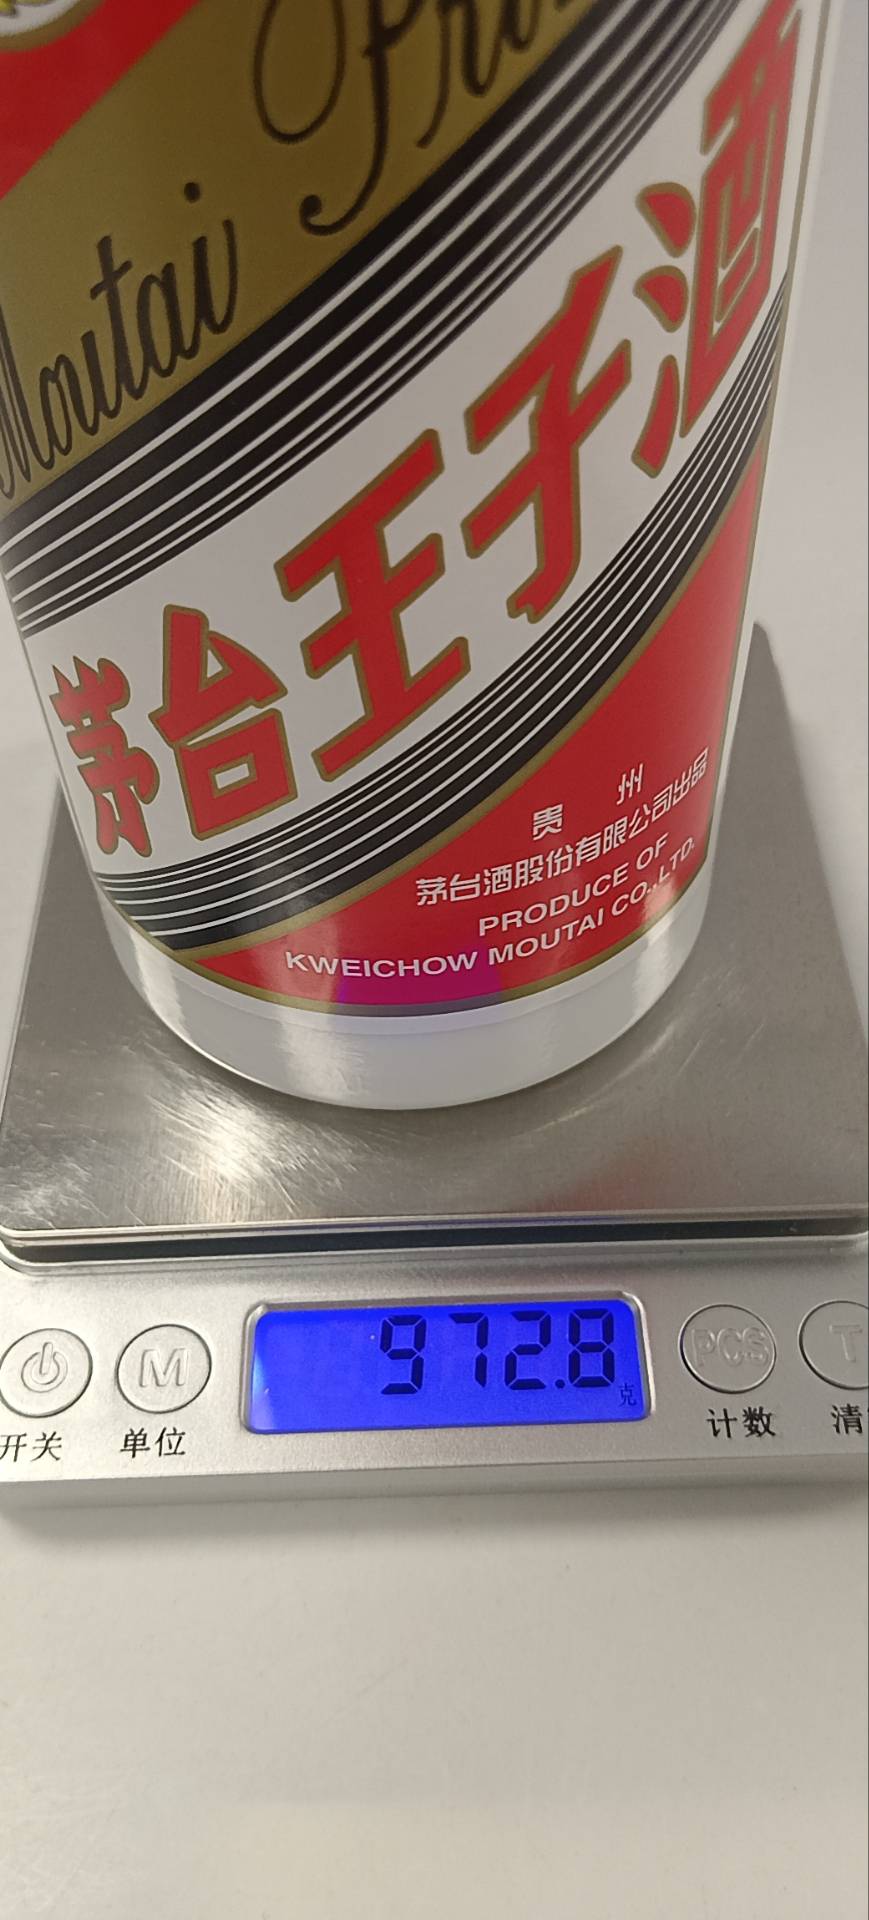 Moutai Prin
茅台王子酒
贵 州
茅台酒股份有限公司出品
PRODUCE OF
KWEICHOW MOUTAI CO.,LTD.
972.8
克
M
PCS
T
开关
单位
计数
清